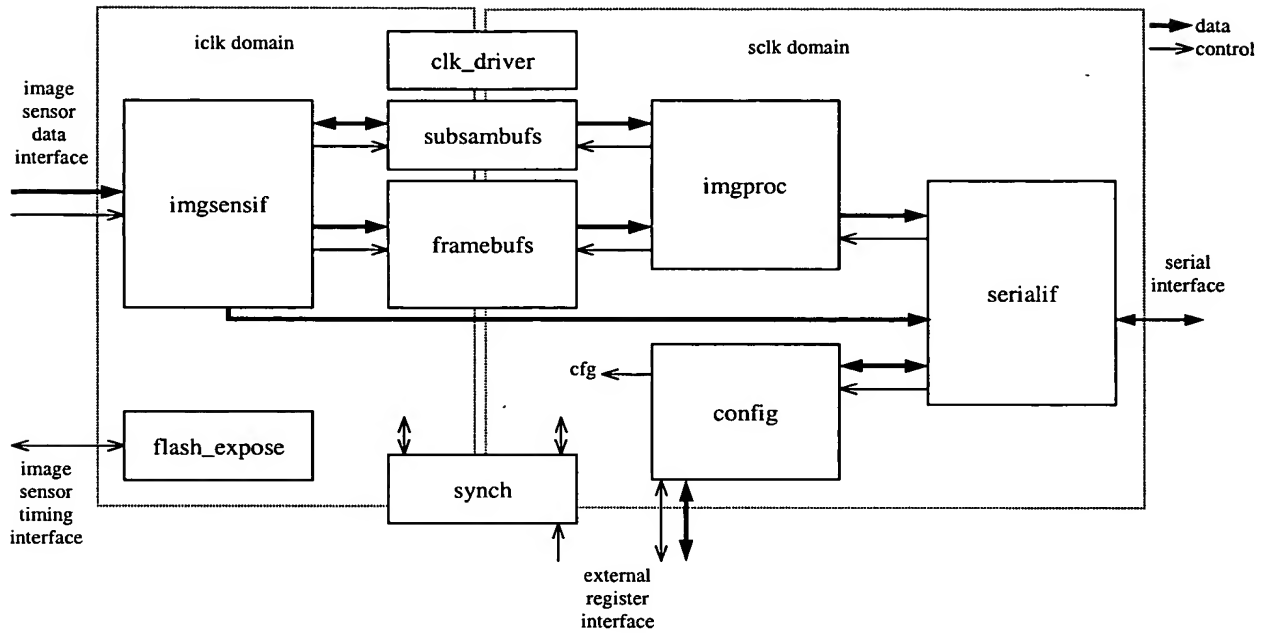 iclk domain
sclk domain
data
control
clk_driver
image
sensor
data
interface
subsambufs
imgsensif
imgproc
framebufs
serialif
serial
interface
cfg
config
flash_expose
synch
image
sensor
timing
interface
external
register
interface